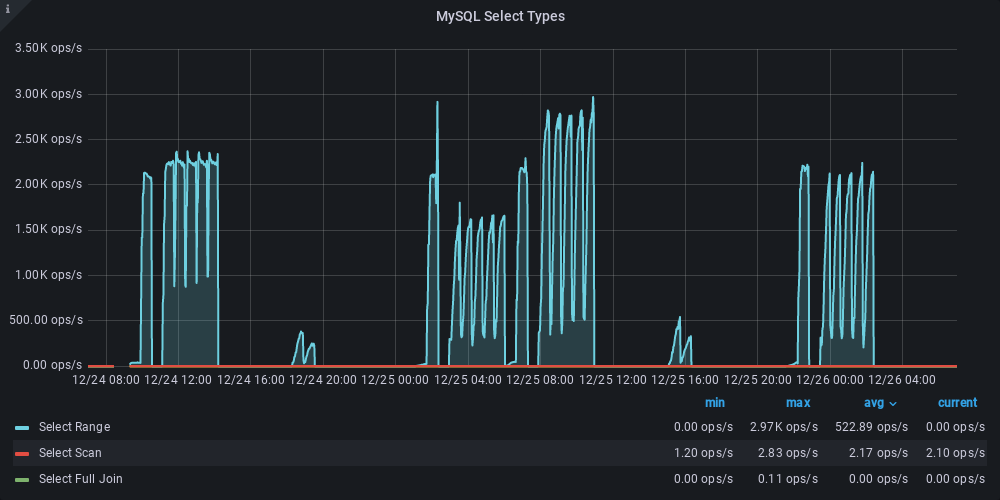 i
MySQL Select Types
3.50K ops/s
3.00K ops/s
2.50K ops/s
2.00K ops/s
1.50K ops/s
1.00K ops/s
500.00 ops/s
0.00 ops/s
12/24 08:00 12/24 12:00 12/24 16:00 12/24 20:00 12/25 00:00 12/25 04:00 12/25 08:00 12/25 12:00 12/25 16:00 12/25 20:00 12/26 00:00 12/26 04:00
min max avg current
Select Range 0.00 ops/s 2.97K ops/s 522.89 ops/s 0.00 ops/s
Select Scan 1.20 ops/s 2.83 ops/s 2.17 ops/s 2.10 ops/s
Select Full Join 0.00 ops/s 0.11 ops/s 0.00 ops/s 0.00 ops/s